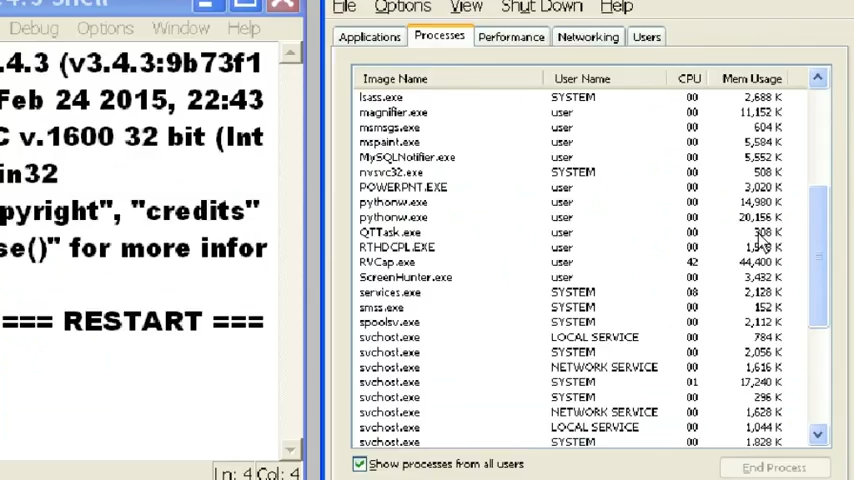 4.3 Shell
Debug Options Window Help
.4.3 (v3.4.3:9b73f1
Feb 24 2015, 22:43
C v.1600 32 bit (Int
in32
pyright", "credits"
se()" for more infor
=== RESTART ===
Ln: 4 Col: 4
File Options View Shut Down Help
Applications Processes Performance Networking Users
Image Name User Name CPU Mem Usage
lsass.exe SYSTEM 00 2,688 K
magnifier.exe user 00 11,152 K
msmsgs.exe user 00 604 K
mspaint.exe user 00 5,584 K
MySQLNotifier.exe user 00 5,552 K
nvsvc32.exe SYSTEM 00 508 K
POWERPNT.EXE user 00 3,020 K
pythonw.exe user 00 14,980 K
pythonw.exe user 00 20,156 K
QTTask.exe user 00 308 K
RTHDCPL.EXE user 00 K
RVCap.exe user 42 44,400 K
ScreenHunter.exe user 00 3,432 K
services.exe SYSTEM 08 2,128 K
smss.exe SYSTEM 00 152 K
spoolsv.exe SYSTEM 00 2,112 K
svchost.exe LOCAL SERVICE 00 784 K
svchost.exe SYSTEM 00 2,056 K
svchost.exe NETWORK SERVICE 00 1,616 K
svchost.exe SYSTEM 01 17,240 K
svchost.exe SYSTEM 00 296 K
svchost.exe NETWORK SERVICE 00 1,628 K
svchost.exe LOCAL SERVICE 00 1,044 K
svchost.exe SYSTEM 00 1,828 K
Show processes from all users
End Process